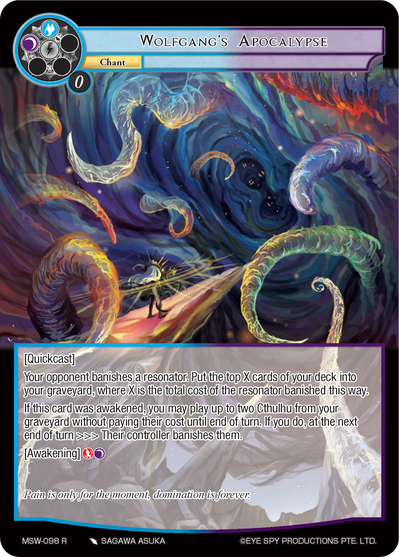 Wolfgang's Apocalypse
Chant
0
[Quickcast]
Your opponent banishes a resonator. Put the top X cards of your deck into
your graveyard, where X is the total cost of the resonator banished this way.
If this card was awakened, you may play up to two Cthulhu from your
graveyard without paying their cost until end of turn. If you do, at the next
end of turn >>> Their controller banishes them.
[Awakening]
Pain is only for the moment, domination is forever.
MSW-098 R SAGAWA ASUKA ©EYE SPY PRODUCTIONS PTE. LTD.